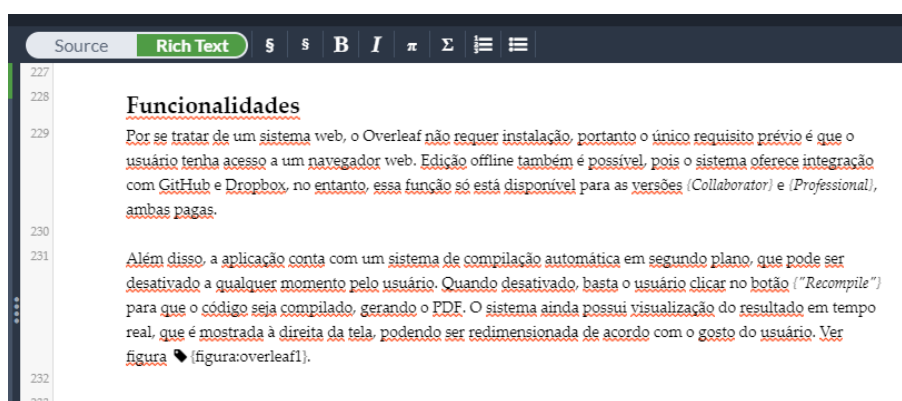 Source Rich Text § § B I π Σ
227
228 Funcionalidades
229 Por se tratar de um sistema web, o Overleaf não requer instalação, portanto o único requisito prévio é que o
usuário tenha acesso a um navegador web. Edição offline também é possível, pois o sistema oferece integração
com GitHub e Dropbox, no entanto, essa função só está disponível para as versões {Collaborator} e {Professional},
ambas pagas.
230
231 Além disso, a aplicação conta com um sistema de compilação automática em segundo plano, que pode ser
desativado a qualquer momento pelo usuário. Quando desativado, basta o usuário clicar no botão {"Recompile"}
para que o código seja compilado, gerando o PDF. O sistema ainda possui visualização do resultado em tempo
real, que é mostrada à direita da tela, podendo ser redimensionada de acordo com o gosto do usuário. Ver
figura {figura:overleaf1}.
232